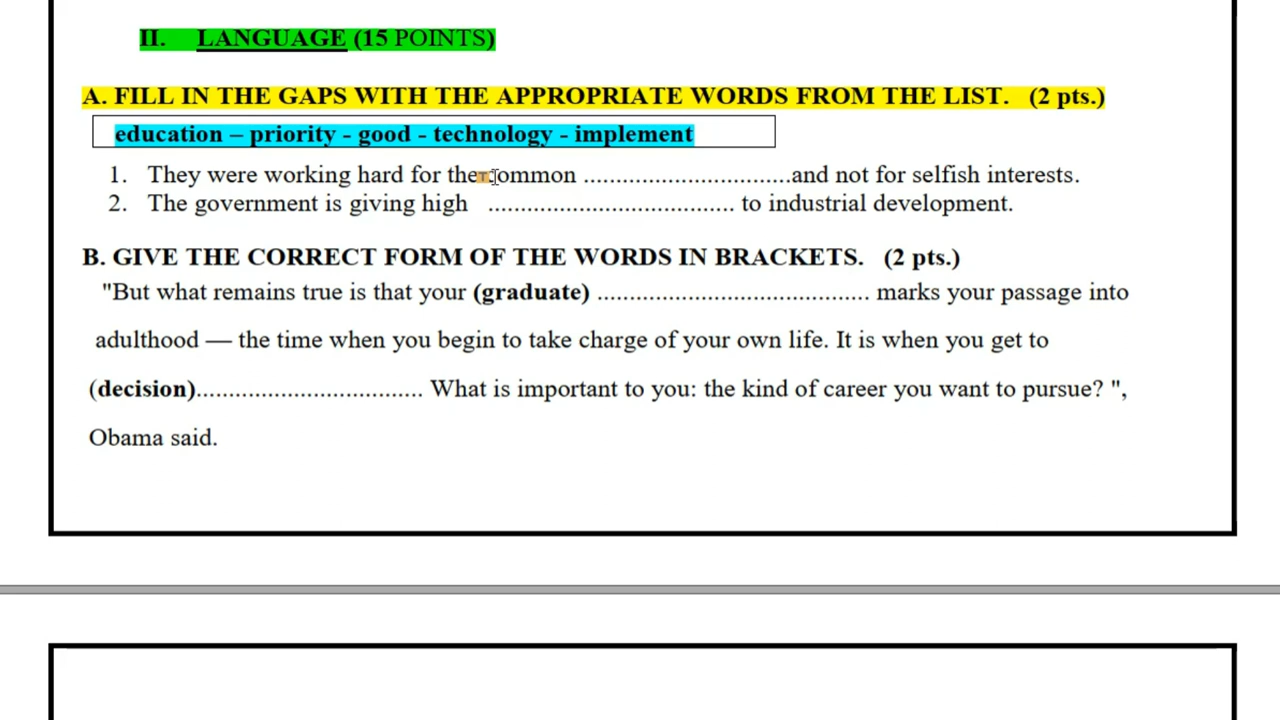 II. LANGUAGE (15 POINTS)
A. FILL IN THE GAPS WITH THE APPROPRIATE WORDS FROM THE LIST. (2 pts.)
education – priority - good - technology - implement
1. They were working hard for the common ................................and not for selfish interests.
2. The government is giving high ...................................... to industrial development.
B. GIVE THE CORRECT FORM OF THE WORDS IN BRACKETS. (2 pts.)
"But what remains true is that your (graduate) .......................................... marks your passage into
adulthood — the time when you begin to take charge of your own life. It is when you get to
(decision)................................... What is important to you: the kind of career you want to pursue? ",
Obama said.